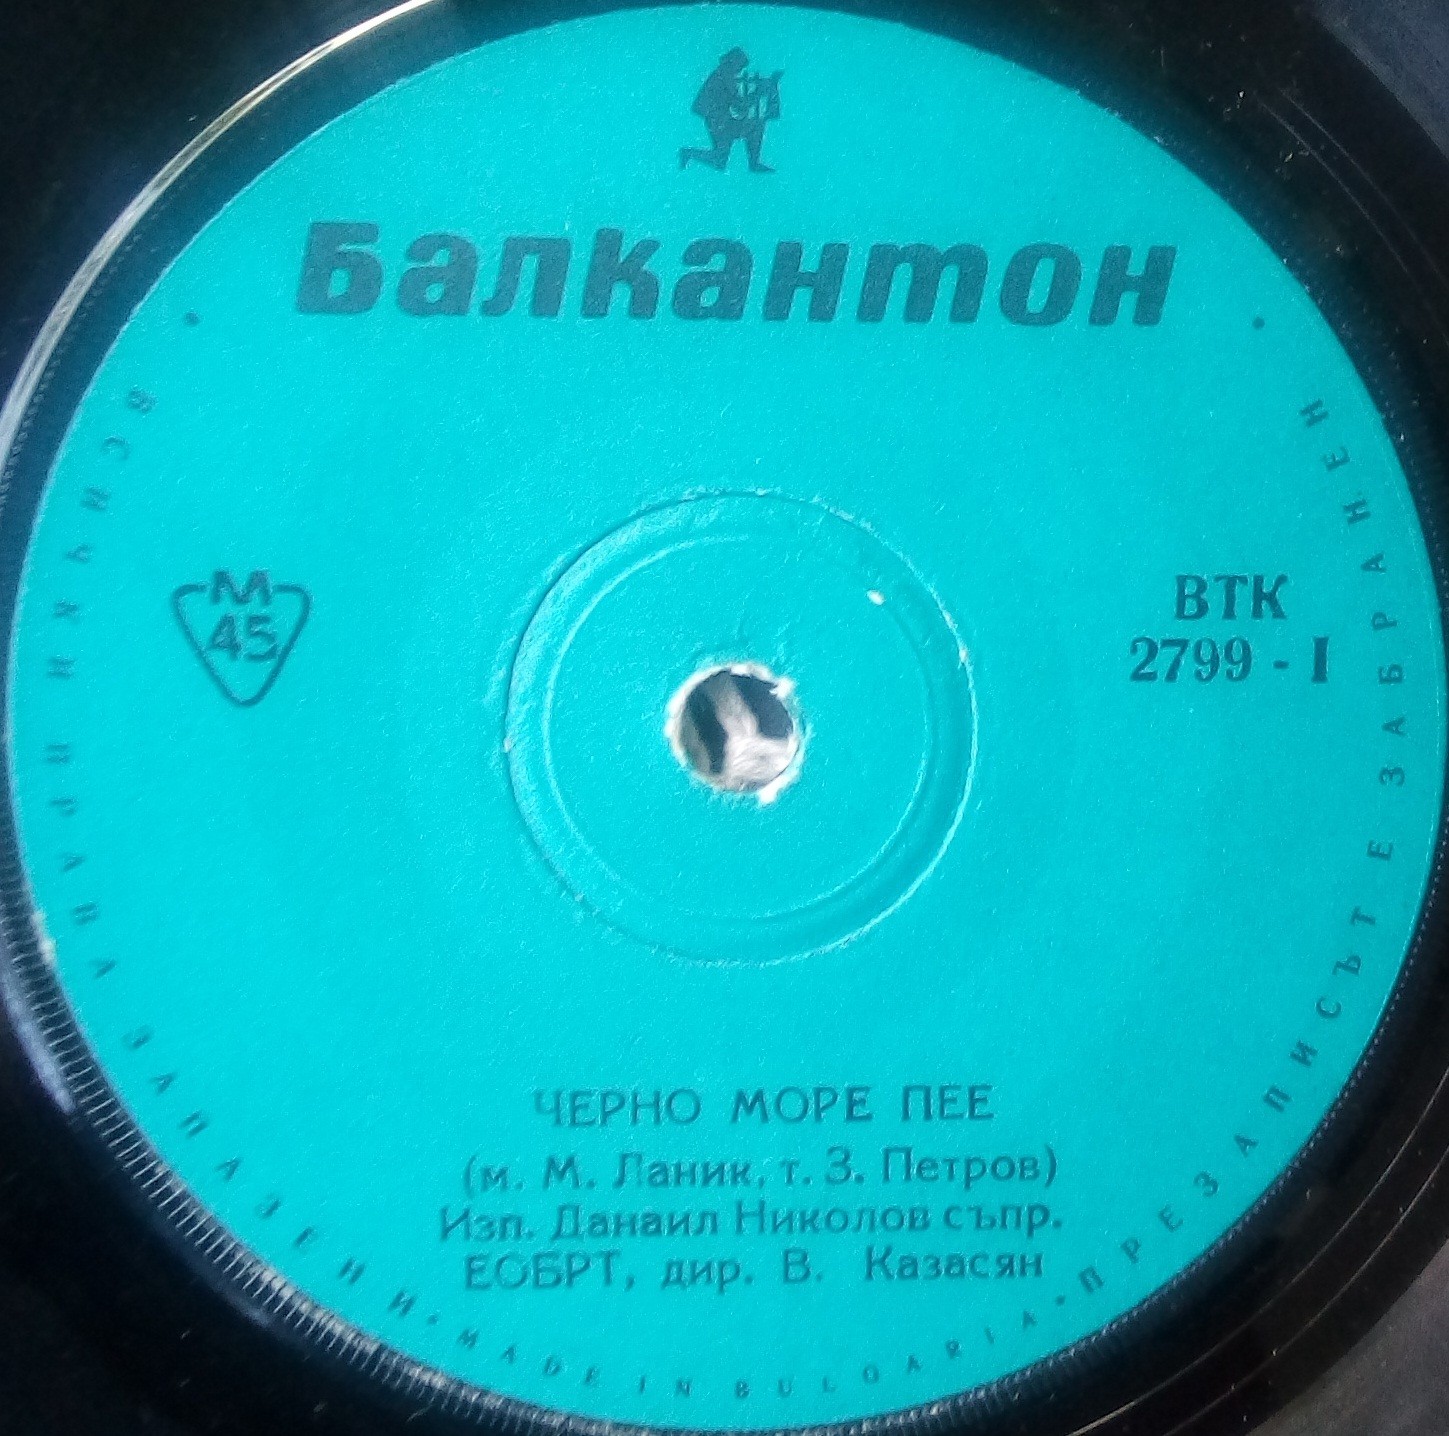 Балкантон
М
45
ВТК
2799 - I
ЧЕРНО МОРЕ ПЕЕ
(м. М. Ланик, т. З. Петров)
Изп. Данаил Николов съпр.
ЕОБРТ, дир. В. Казасян
• ВСИЧКИ ПРАВА ЗАПАЗЕНИ • MADE IN BULGARIA • ПРЕЗАПИСЪТ Е ЗАБРАНЕН •